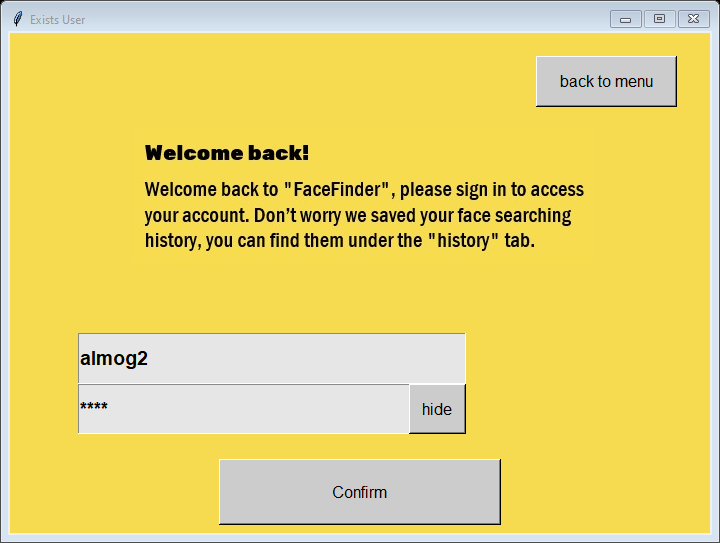 Exists User
back to menu
Welcome back!
Welcome back to "FaceFinder", please sign in to access
your account. Don’t worry we saved your face searching
history, you can find them under the "history" tab.
almog2
****
hide
Confirm